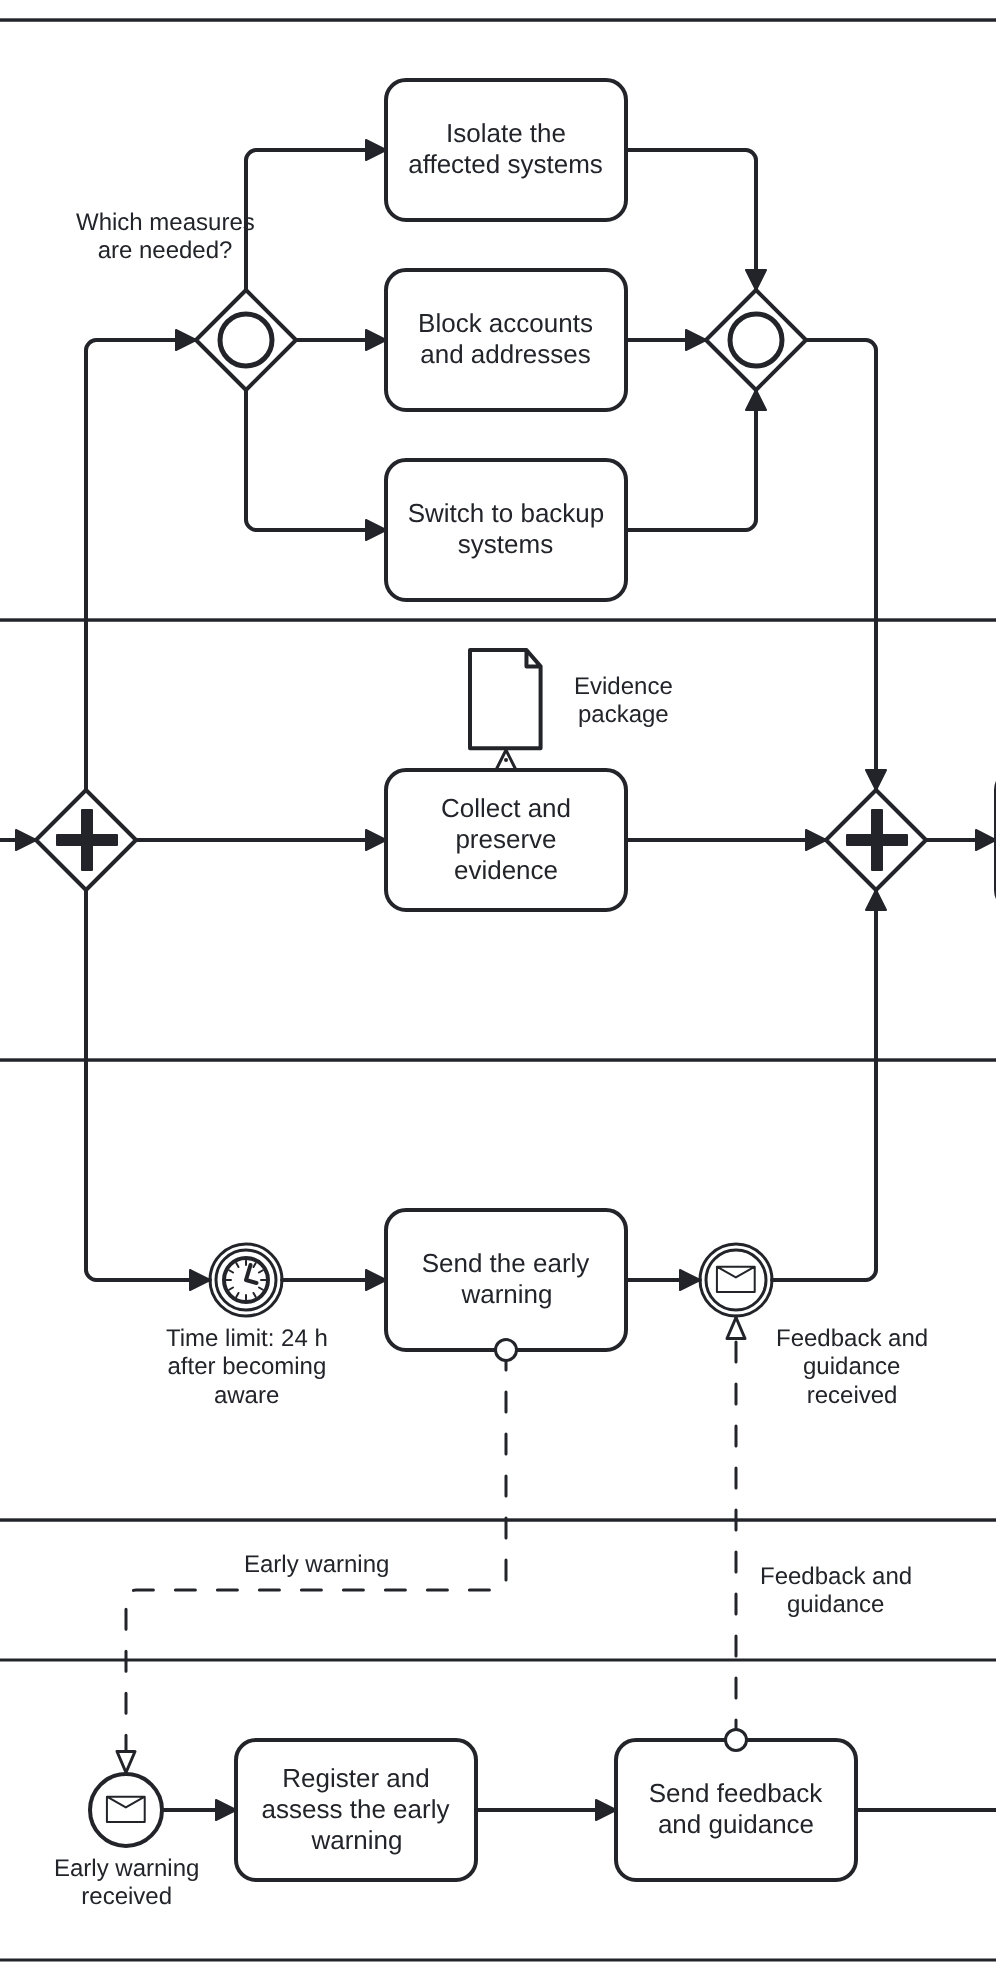 Isolate the
affected systems
Which measures
are needed?
Block accounts
and addresses
Switch to backup
systems
Evidence
package
Collect and
preserve
evidence
Send the early
warning
Time limit: 24 h
after becoming
aware
Feedback and
guidance
received
Early warning
Feedback and
guidance
Register and
assess the early
warning
Send feedback
and guidance
Early warning
received